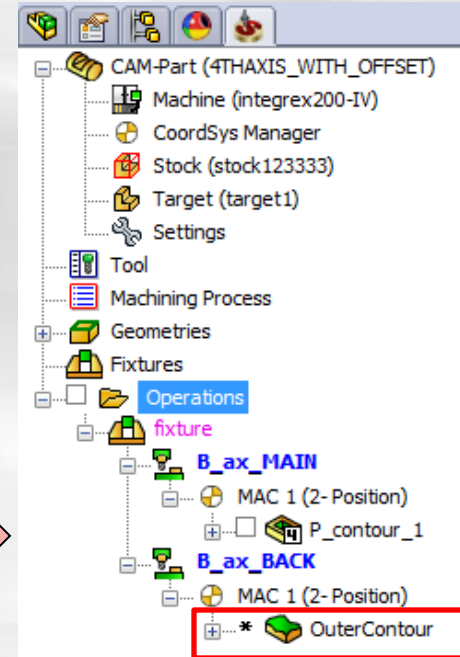 CAM-Part (4THAXIS_WITH_OFFSET)
Machine (integrex200-IV)
CoordSys Manager
Stock (stock123333)
Target (target1)
Settings
Tool
Machining Process
Geometries
Fixtures
Operations
fixture
B_ax_MAIN
MAC 1 (2- Position)
P_contour_1
B_ax_BACK
MAC 1 (2- Position)
* OuterContour